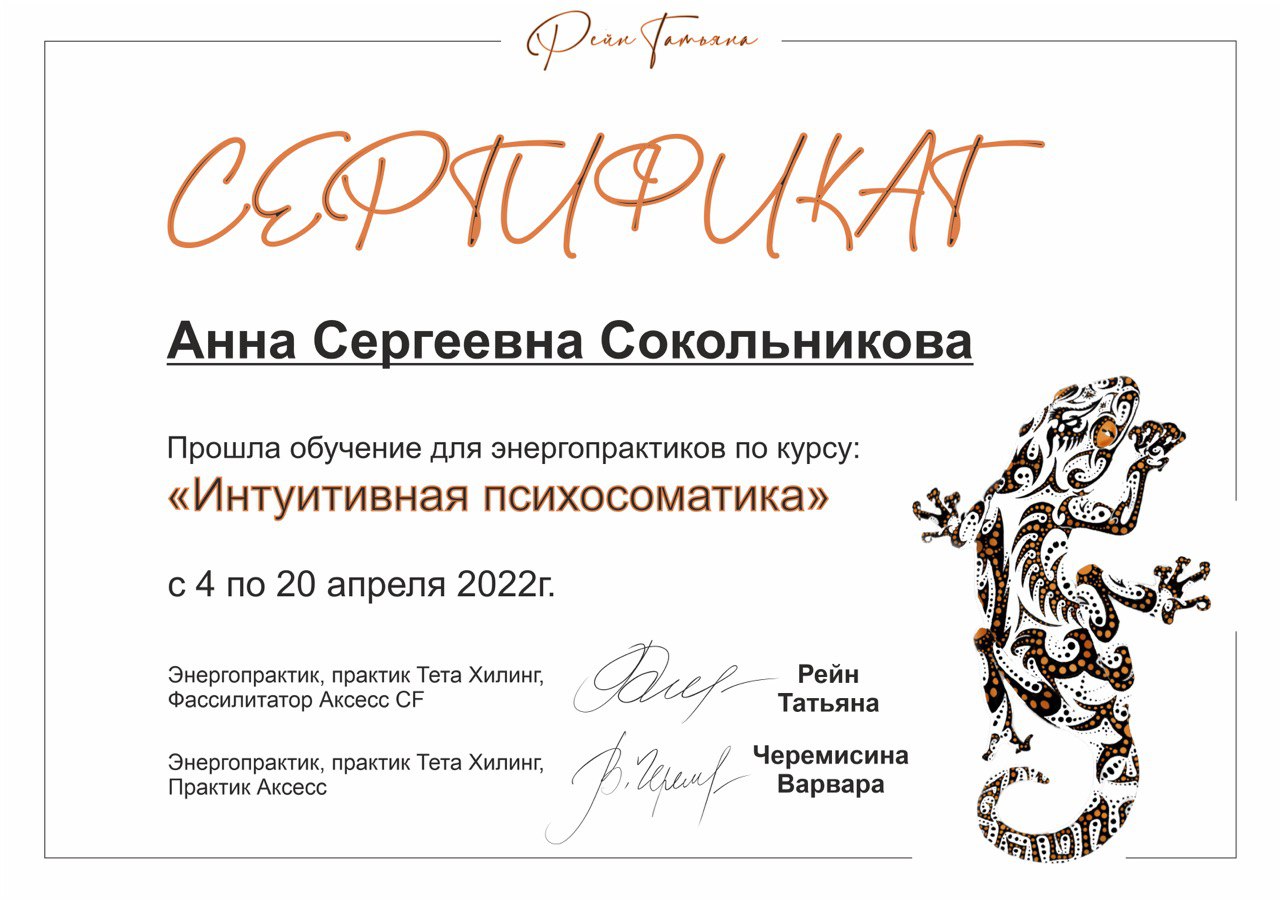 Рейн Татьяна
СЕРТИФИКАТ
Анна Сергеевна Сокольникова
Прошла обучение для энергопрактиков по курсу:
«Интуитивная психосоматика»
с 4 по 20 апреля 2022г.
Энергопрактик, практик Тета Хилинг,
Фассилитатор Аксесс CF
Рейн
Татьяна
Энергопрактик, практик Тета Хилинг,
Практик Аксесс
Черемисина
Варвара